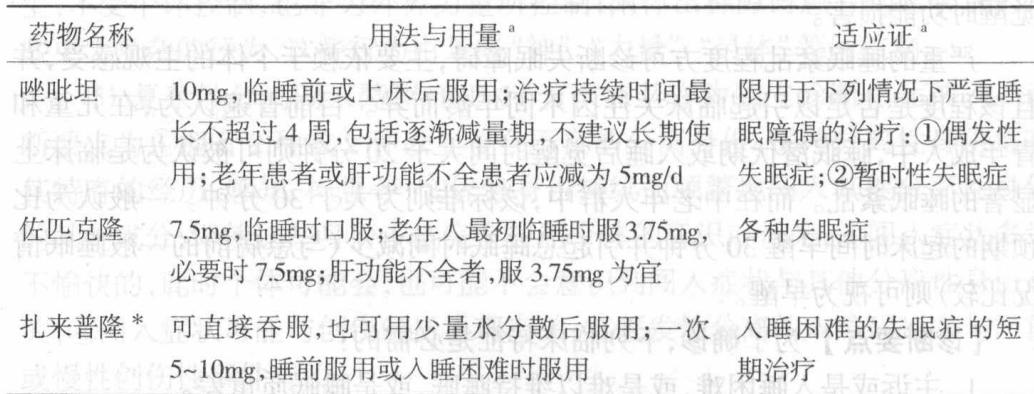 药物名称 用法与用量ᵃ 适应证ᵃ
唑吡坦 10mg,临睡前或上床后服用;治疗持续时间最 限用于下列情况下严重睡
长不超过 4 周,包括逐渐减量期,不建议长期使 眠障碍的治疗:①偶发性
用;老年患者或肝功能不全患者应减为 5mg/d 失眠症;②暂时性失眠症
佐匹克隆 7.5mg,临睡时口服;老年人最初临睡时服 3.75mg, 各种失眠症
必要时 7.5mg;肝功能不全者,服 3.75mg 为宜
扎来普隆* 可直接吞服,也可用少量水分散后服用;一次 入睡困难的失眠症的短
5~10mg,睡前服用或入睡困难时服用 期治疗